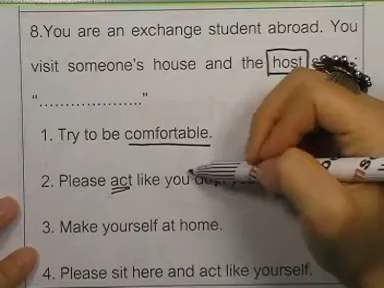 8.You are an exchange student abroad. You
visit someone's house and the host
“......................”
1. Try to be comfortable.
2. Please act like you do
3. Make yourself at home.
4. Please sit here and act like yourself.